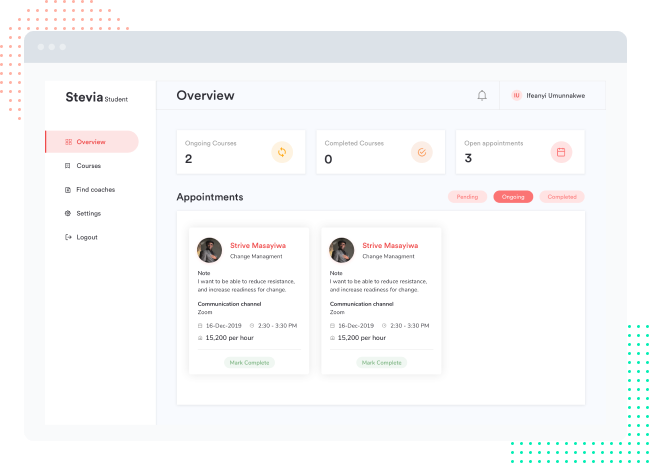 Stevia Student
Overview
IU
Ifeanyi Umunnakwe
Overview
Courses
Find coaches
Settings
Logout
Ongoing Courses
2
Completed Courses
0
Open appointments
3
Appointments
Pending
Ongoing
Completed
Strive Masayiwa
Change Managment
Note
I want to be able to reduce resistance,
and increase readiness for change.
Communication channel
Zoom
16-Dec-2019 2:30 - 3:30 PM
15,200 per hour
Mark Complete
Strive Masayiwa
Change Managment
Note
I want to be able to reduce resistance,
and increase readiness for change.
Communication channel
Zoom
16-Dec-2019 2:30 - 3:30 PM
15,200 per hour
Mark Complete